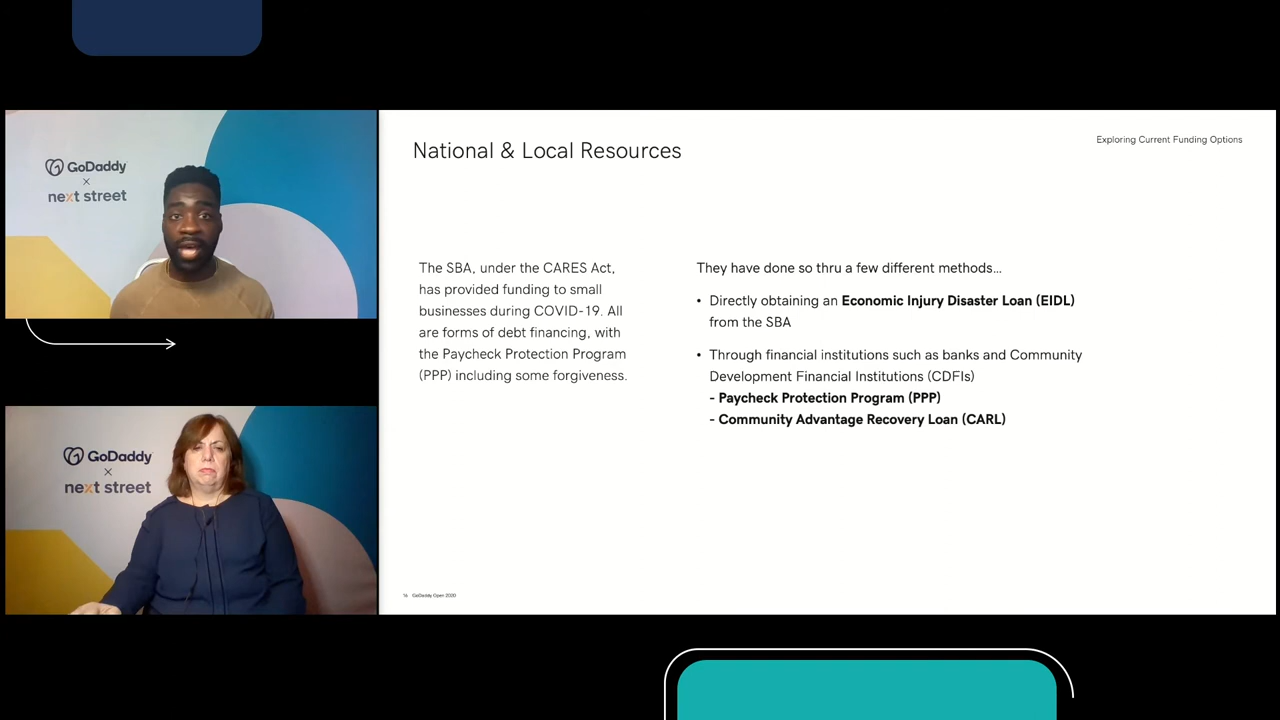 GoDaddy
×
next street
GoDaddy
×
next street
National & Local Resources
Exploring Current Funding Options
The SBA, under the CARES Act,
has provided funding to small
businesses during COVID-19. All
are forms of debt financing, with
the Paycheck Protection Program
(PPP) including some forgiveness.
They have done so thru a few different methods...
• Directly obtaining an Economic Injury Disaster Loan (EIDL)
from the SBA
• Through financial institutions such as banks and Community
Development Financial Institutions (CDFIs)
- Paycheck Protection Program (PPP)
- Community Advantage Recovery Loan (CARL)
16 GoDaddy Open 2020